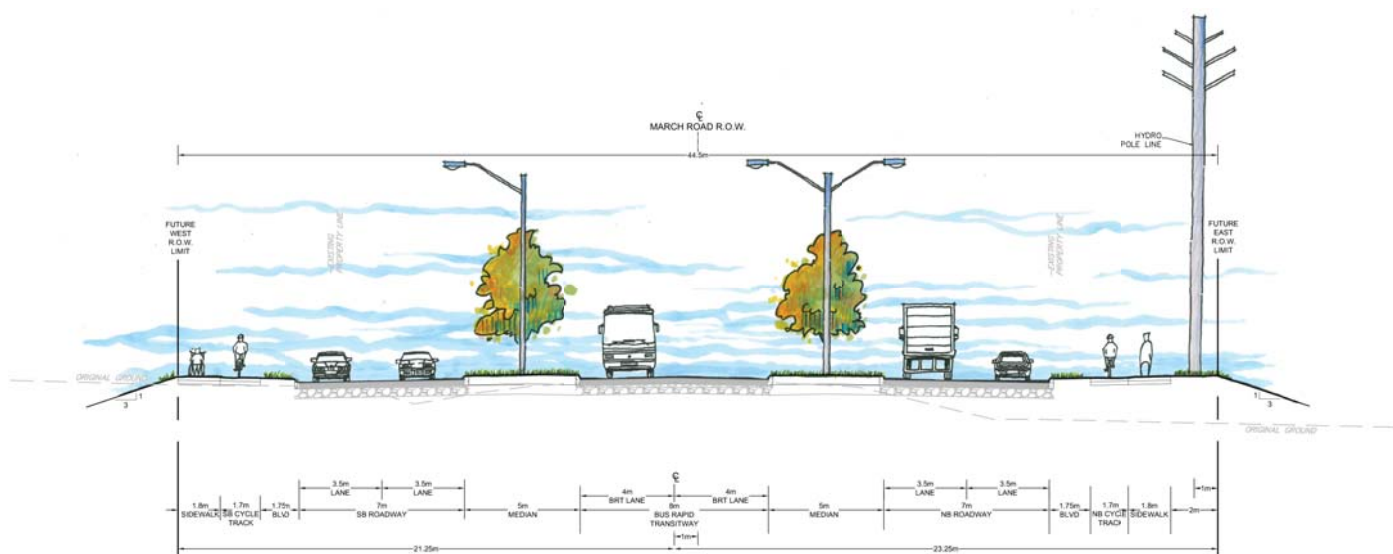 ℄
MARCH ROAD R.O.W.
44.5m
HYDRO
POLE LINE
FUTURE
WEST
R.O.W.
LIMIT
~EXISTING
PROPERTY LINE
~EXISTING
PROPERTY LINE
FUTURE
EAST
R.O.W.
LIMIT
ORIGINAL GROUND
1
3
1
3
ORIGINAL GROUND
℄
3.5m
LANE
3.5m
LANE
4m
BRT LANE
4m
BRT LANE
3.5m
LANE
3.5m
LANE
1m
1.8m
SIDEWALK
1.7m
SB CYCLE
TRACK
1.75m
BLVD
7m
SB ROADWAY
5m
MEDIAN
8m
BUS RAPID
TRANSITWAY
5m
MEDIAN
7m
NB ROADWAY
1.75m
BLVD
1.7m
NB CYCLE
TRACK
1.8m
SIDEWALK
2m
1m
21.25m
23.25m